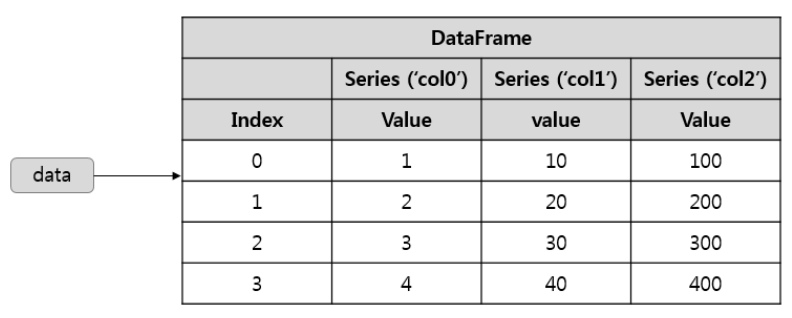 DataFrame
Series (‘col0’) Series (‘col1’) Series (‘col2’)
Index Value value Value
0 1 10 100
data
1 2 20 200
2 3 30 300
3 4 40 400